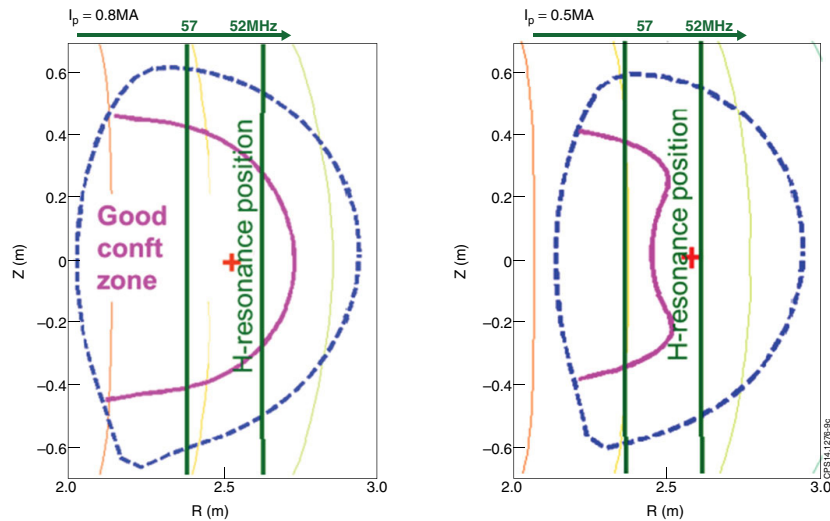 I_p = 0.8MA
57 52MHz
0.6
0.4
0.2
0
–0.2
–0.4
–0.6
Z (m)
Good
conft
zone
H-resonance position
2.0 2.5 3.0
R (m)
I_p = 0.5MA
57 52MHz
0.6
0.4
0.2
0
–0.2
–0.4
–0.6
Z (m)
H-resonance position
2.0 2.5 3.0
R (m)
CPS14.1276-9c